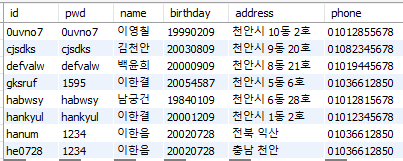 id pwd name birthday address phone
0uvno7 0uvno7 이영칠 19990209 천안시 10동 2호 01012855678
cjsdks cjsdks 김천안 20030809 천안시 9동 20호 01082345678
defvalw defvalw 백윤희 20000909 천안시 8동 21호 01019445678
gksruf 1595 이한결 20054587 천안시 5동 6호 01036612850
habwsy habwsy 남궁건 19840109 천안시 6동 28호 01012815678
hankyul hankyul 이한결 20001209 천안시 1동 2호 01012345678
hanum 1234 이한음 20020728 전북 익산 01036612850
he0728 1234 이한음 20020728 충남 천안 01036612850